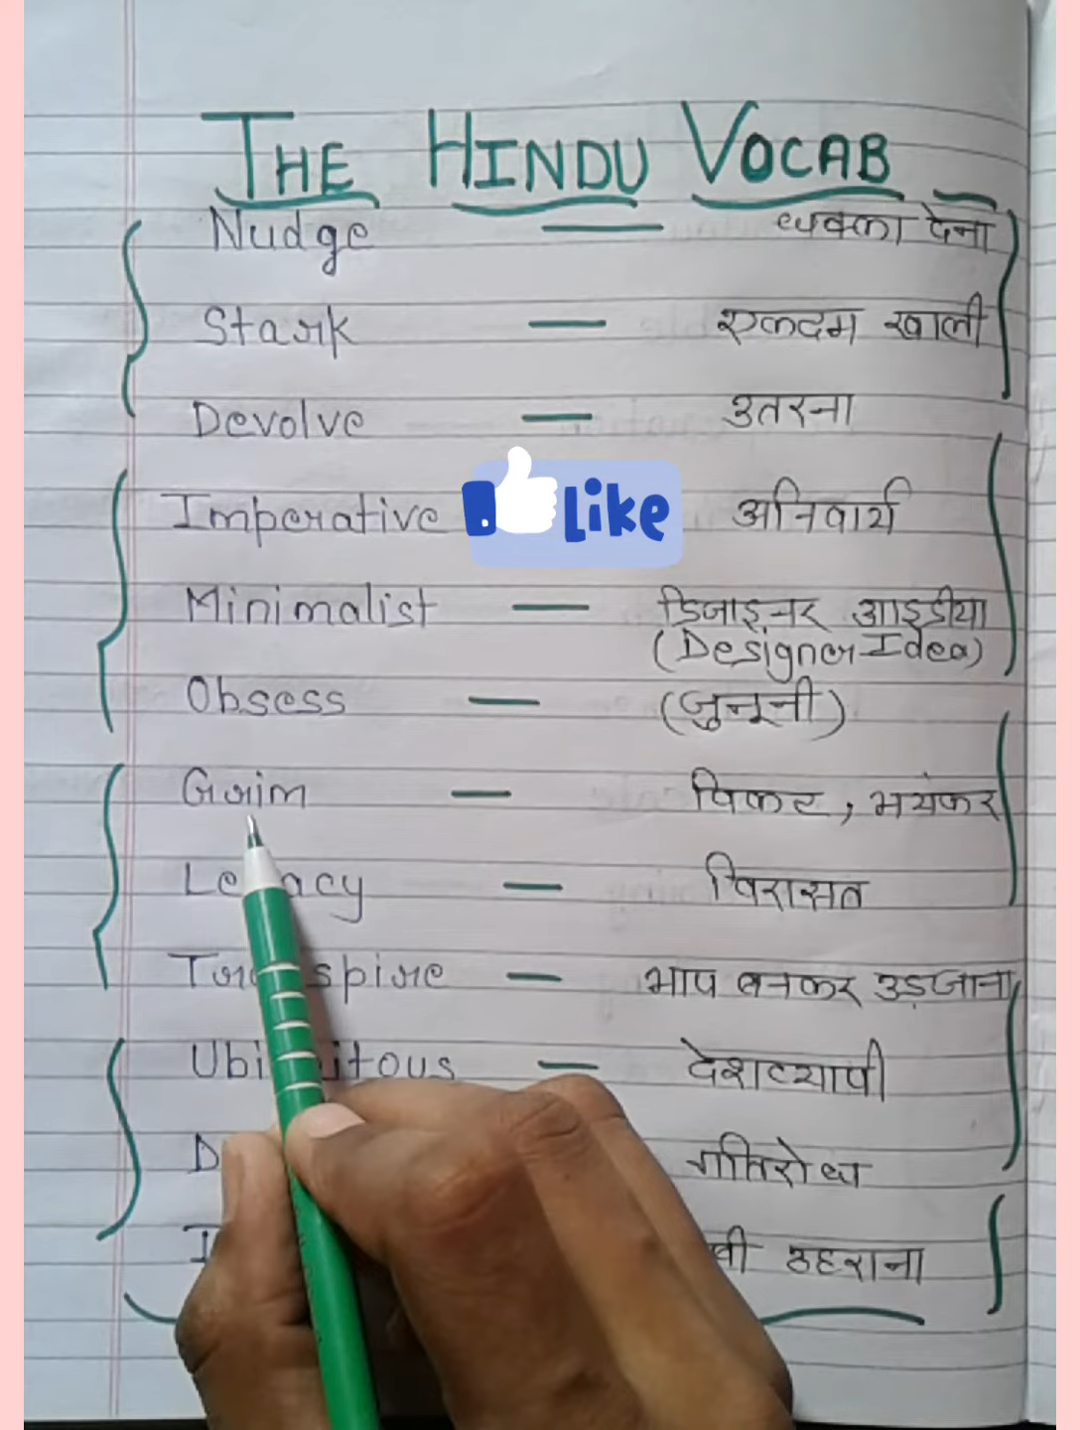 THE HINDU VOCAB
Nudge — धक्का देना
Stark — एकदम खाली
Devolve — उतरना
Imperative Like अनिवार्य
Minimalist — डिजाइनर आइडीया
(Designer Idea)
Obsess — (जुनूनी)
Grim — विकट, भयंकर
Legacy — विरासत
Transpire — भाप बनकर उड़जाना
Ubiquitous — देशव्यापी
D गतिरोध
I ठहराना